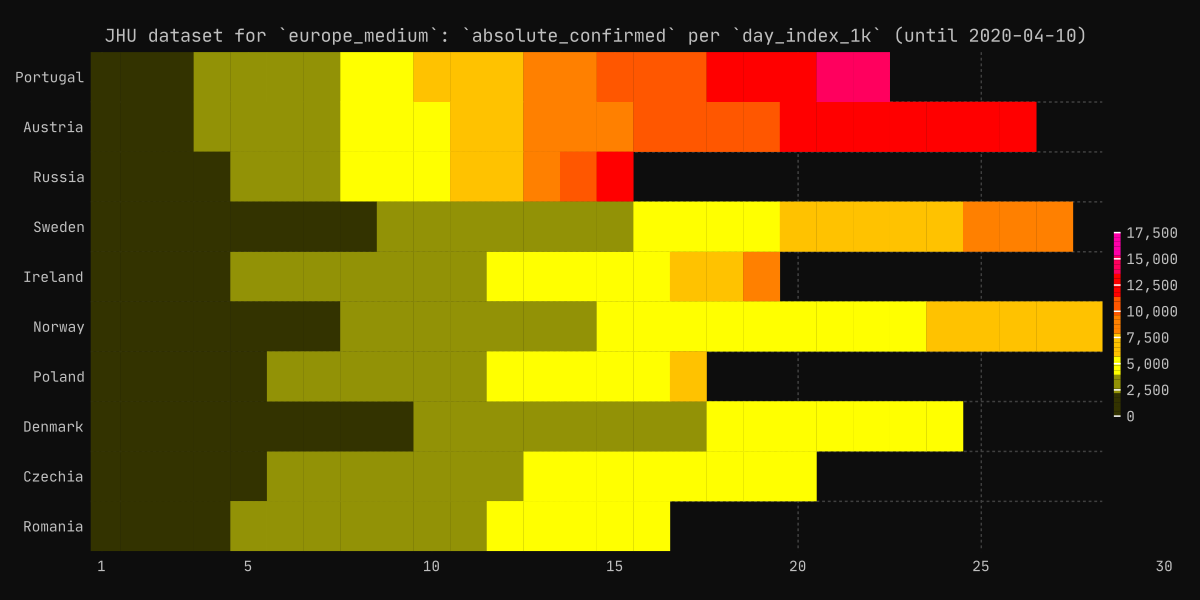 JHU dataset for `europe_medium`: `absolute_confirmed` per `day_index_1k` (until 2020-04-10)
Portugal
Austria
Russia
Sweden
Ireland
Norway
Poland
Denmark
Czechia
Romania
17,500
15,000
12,500
10,000
7,500
5,000
2,500
0
1 5 10 15 20 25 30